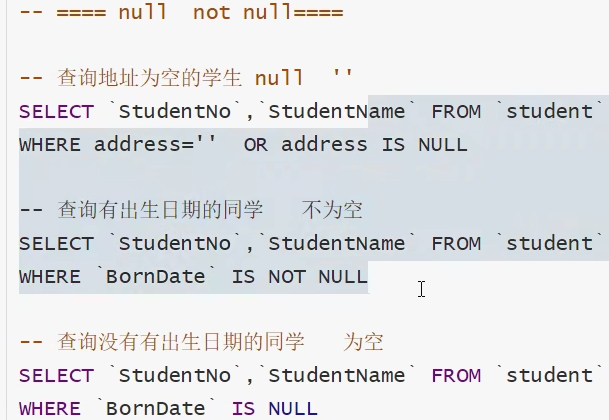 -- ==== null  not null====
-- 查询地址为空的学生 null  ''
SELECT `StudentNo`,`StudentName` FROM `student`
WHERE address=''  OR address IS NULL
-- 查询有出生日期的同学   不为空
SELECT `StudentNo`,`StudentName` FROM `student`
WHERE `BornDate` IS NOT NULL
-- 查询没有有出生日期的同学   为空
SELECT `StudentNo`,`StudentName` FROM `student`
WHERE `BornDate` IS NULL